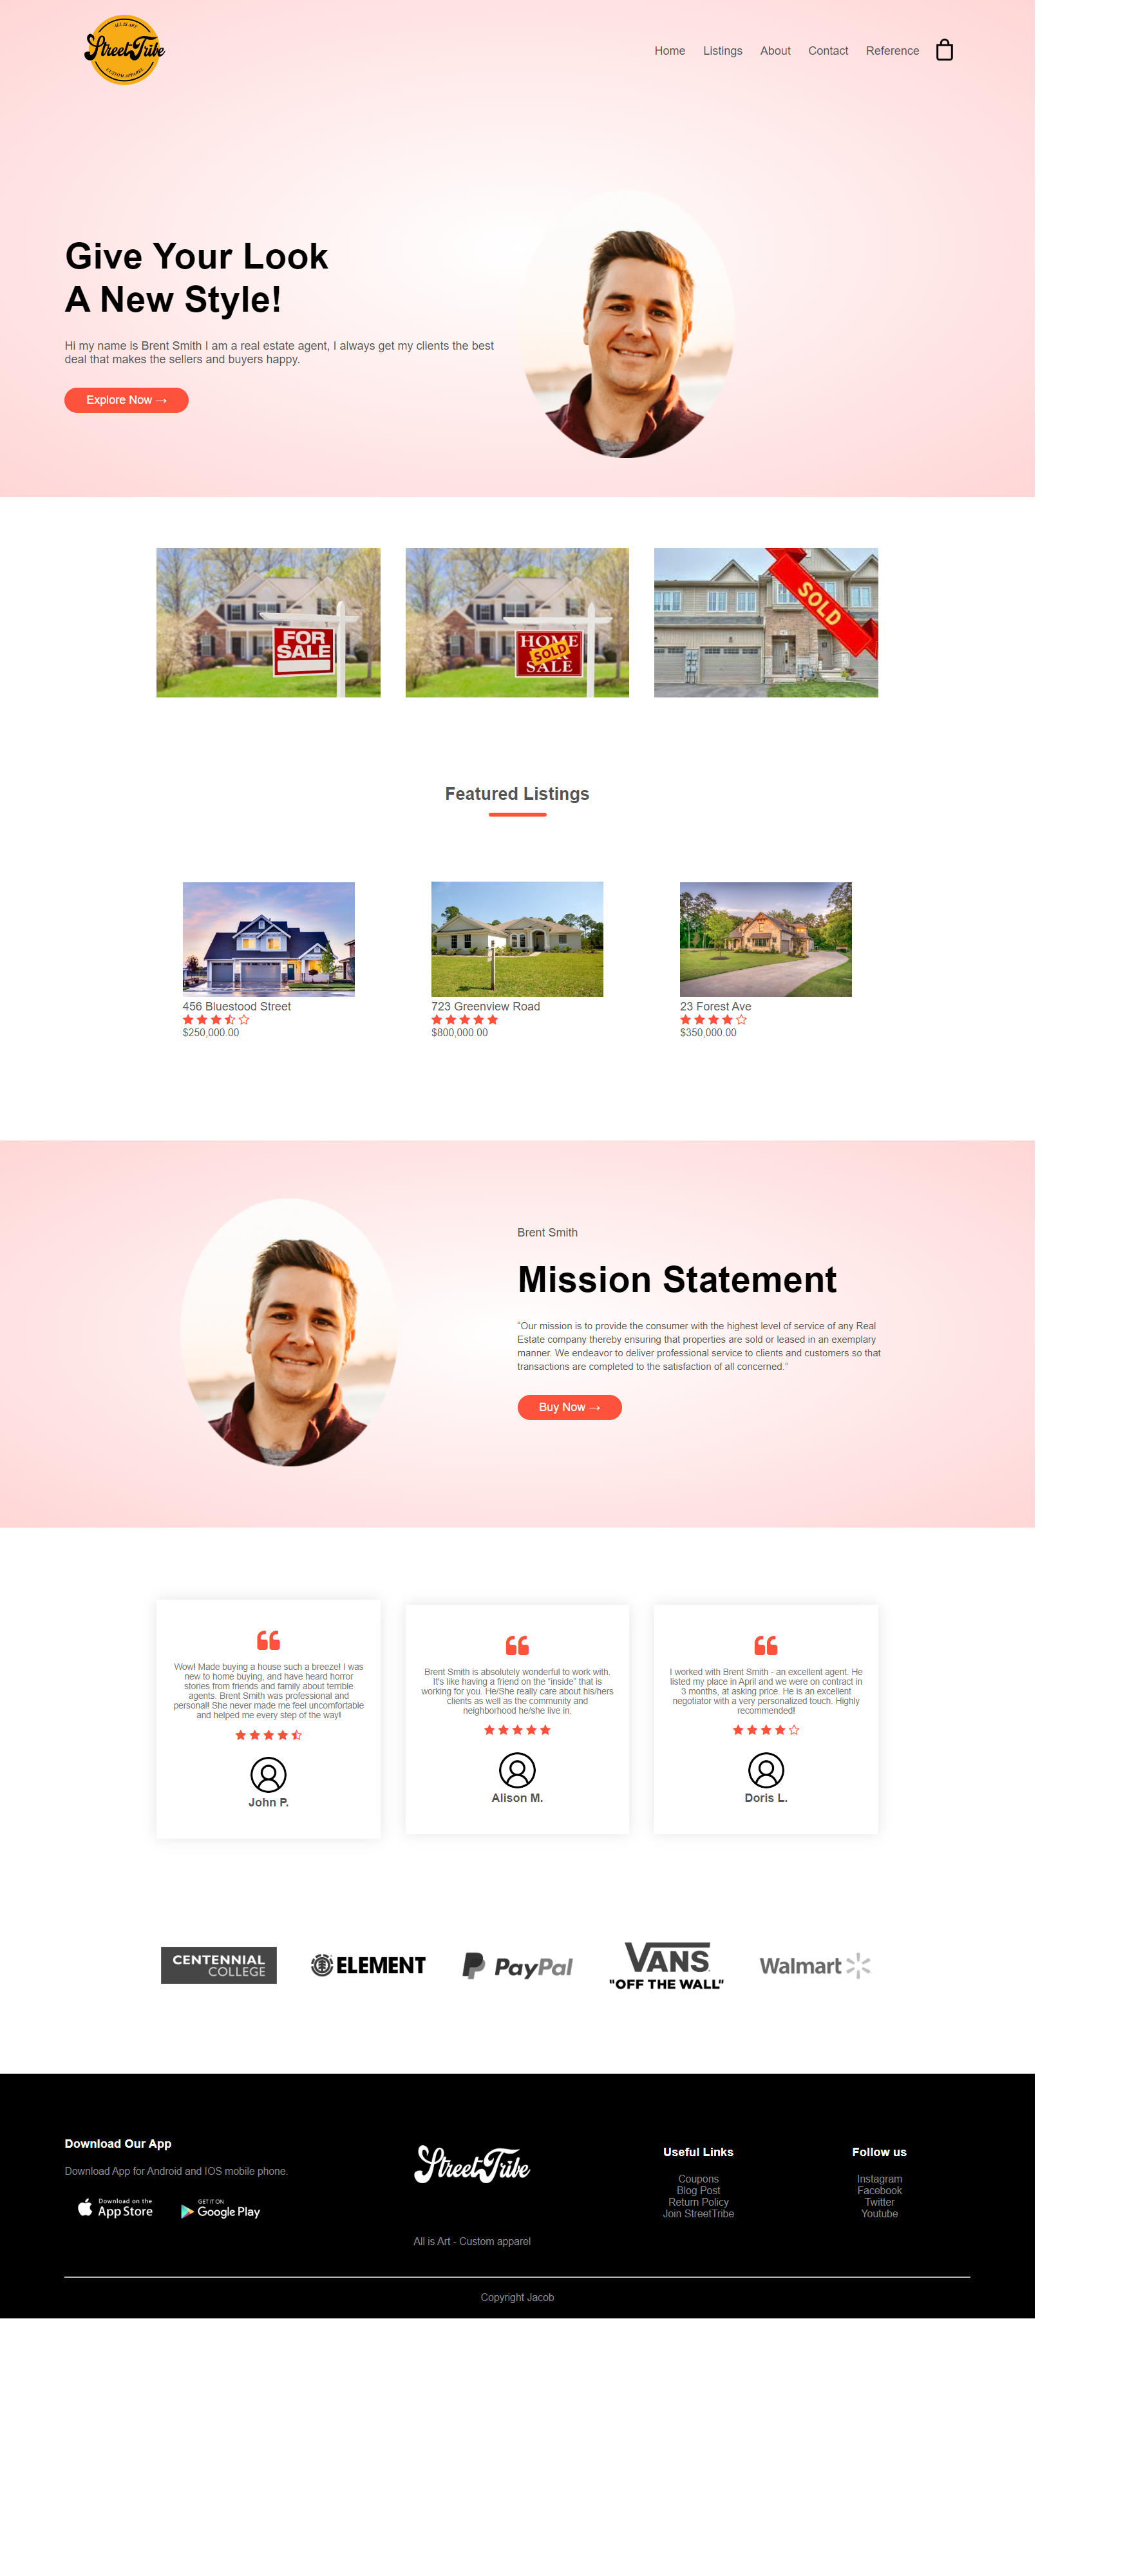 ALL IS ART
StreetTribe
CUSTOM APPAREL
Home Listings About Contact Reference
Give Your Look
A New Style!
Hi my name is Brent Smith I am a real estate agent, I always get my clients the best
deal that makes the sellers and buyers happy.
Explore Now →
FOR
SALE
HOME
SOLD
SALE
SOLD
Featured Listings
456 Bluestood Street
$250,000.00
723 Greenview Road
$800,000.00
23 Forest Ave
$350,000.00
Brent Smith
Mission Statement
"Our mission is to provide the consumer with the highest level of service of any Real
Estate company thereby ensuring that properties are sold or leased in an exemplary
manner. We endeavor to deliver professional service to clients and customers so that
transactions are completed to the satisfaction of all concerned."
Buy Now →
Wow! Made buying a house such a breeze! I was
new to home buying, and have heard horror
stories from friends and family about terrible
agents. Brent Smith was professional and
personal! She never made me feel uncomfortable
and helped me every step of the way!
John P.
Brent Smith is absolutely wonderful to work with.
It's like having a friend on the "inside" that is
working for you. He/She really care about his/hers
clients as well as the community and
neighborhood he/she live in.
Alison M.
I worked with Brent Smith - an excellent agent. He
listed my place in April and we were on contract in
3 months, at asking price. He is an excellent
negotiator with a very personalized touch. Highly
recommended!
Doris L.
CENTENNIAL
COLLEGE
ELEMENT
PayPal
VANS
"OFF THE WALL"
Walmart
Download Our App
Download App for Android and IOS mobile phone.
Download on the
App Store
GET IT ON
Google Play
StreetTribe
All is Art - Custom apparel
Useful Links
Coupons
Blog Post
Return Policy
Join StreetTribe
Follow us
Instagram
Facebook
Twitter
Youtube
Copyright Jacob